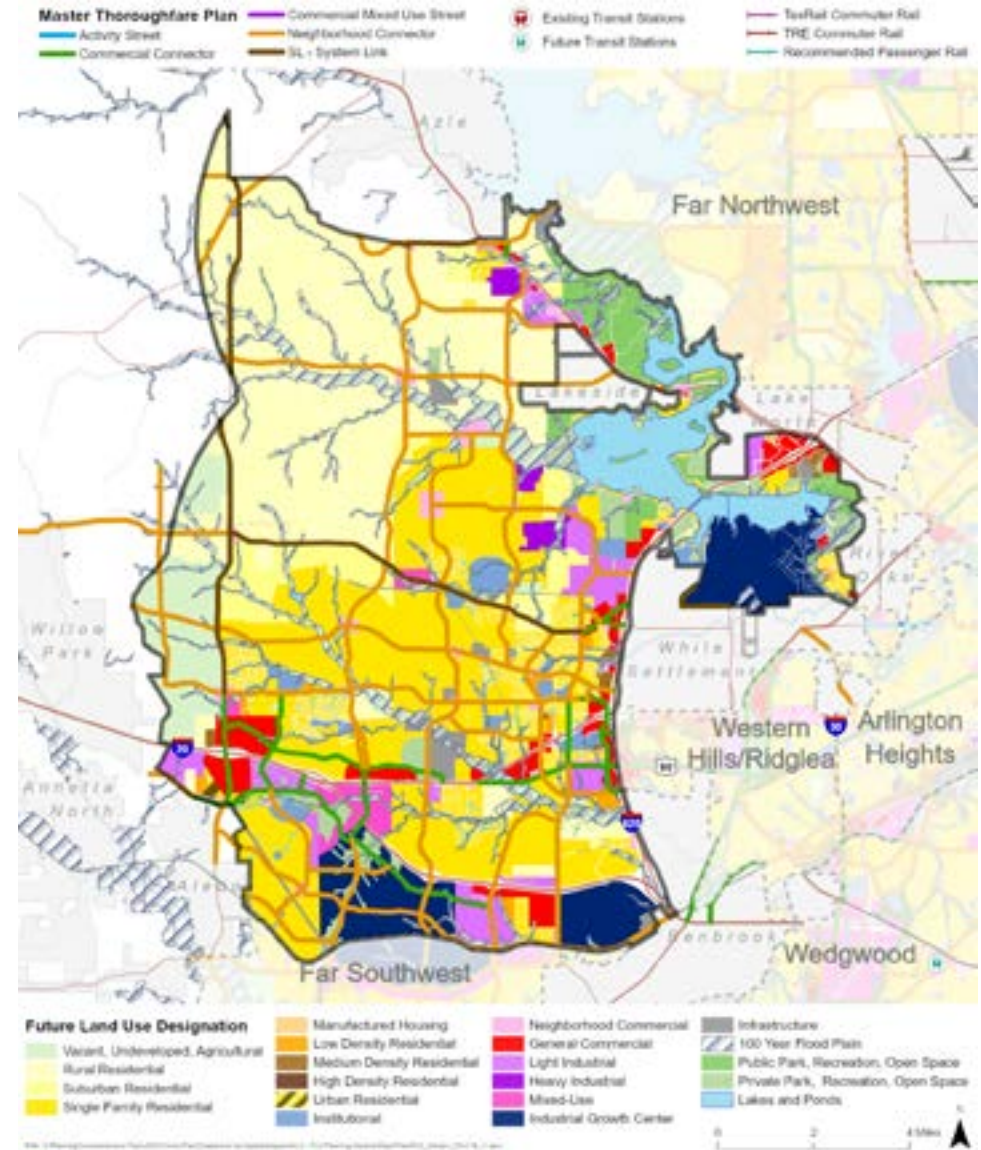 Master Thoroughfare Plan
Activity Street
Commercial Connector
Commercial Mixed Use Street
Neighborhood Connector
SL - System Link
Existing Transit Stations
Future Transit Stations
TexRail Commuter Rail
TRE Commuter Rail
Recommended Passenger Rail
Azle
Far Northwest
Lakeside
Lake
Worth
River
Oaks
Willow
Park
White
Settlement
Western
Hills/Ridglea
30
Arlington
Heights
30
Annetta
North
820
Aledo
Benbrook
Wedgwood
Far Southwest
Future Land Use Designation
Vacant, Undeveloped, Agricultural
Rural Residential
Suburban Residential
Single Family Residential
Manufactured Housing
Low Density Residential
Medium Density Residential
High Density Residential
Urban Residential
Institutional
Neighborhood Commercial
General Commercial
Light Industrial
Heavy Industrial
Mixed-Use
Industrial Growth Center
Infrastructure
100 Year Flood Plain
Public Park, Recreation, Open Space
Private Park, Recreation, Open Space
Lakes and Ponds
0 2 4 Miles